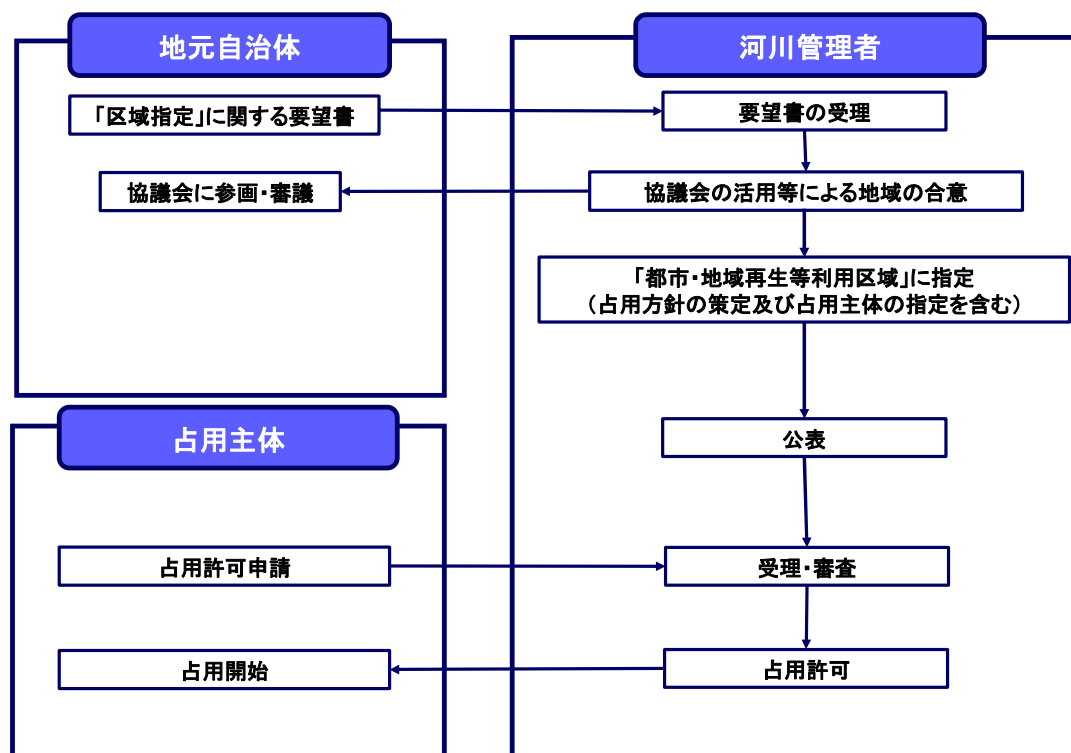 地元自治体
「区域指定」に関する要望書
協議会に参画・審議
河川管理者
要望書の受理
協議会の活用等による地域の合意
「都市・地域再生等利用区域」に指定
（占用方針の策定及び占用主体の指定を含む）
公表
受理・審査
占用許可
占用主体
占用許可申請
占用開始